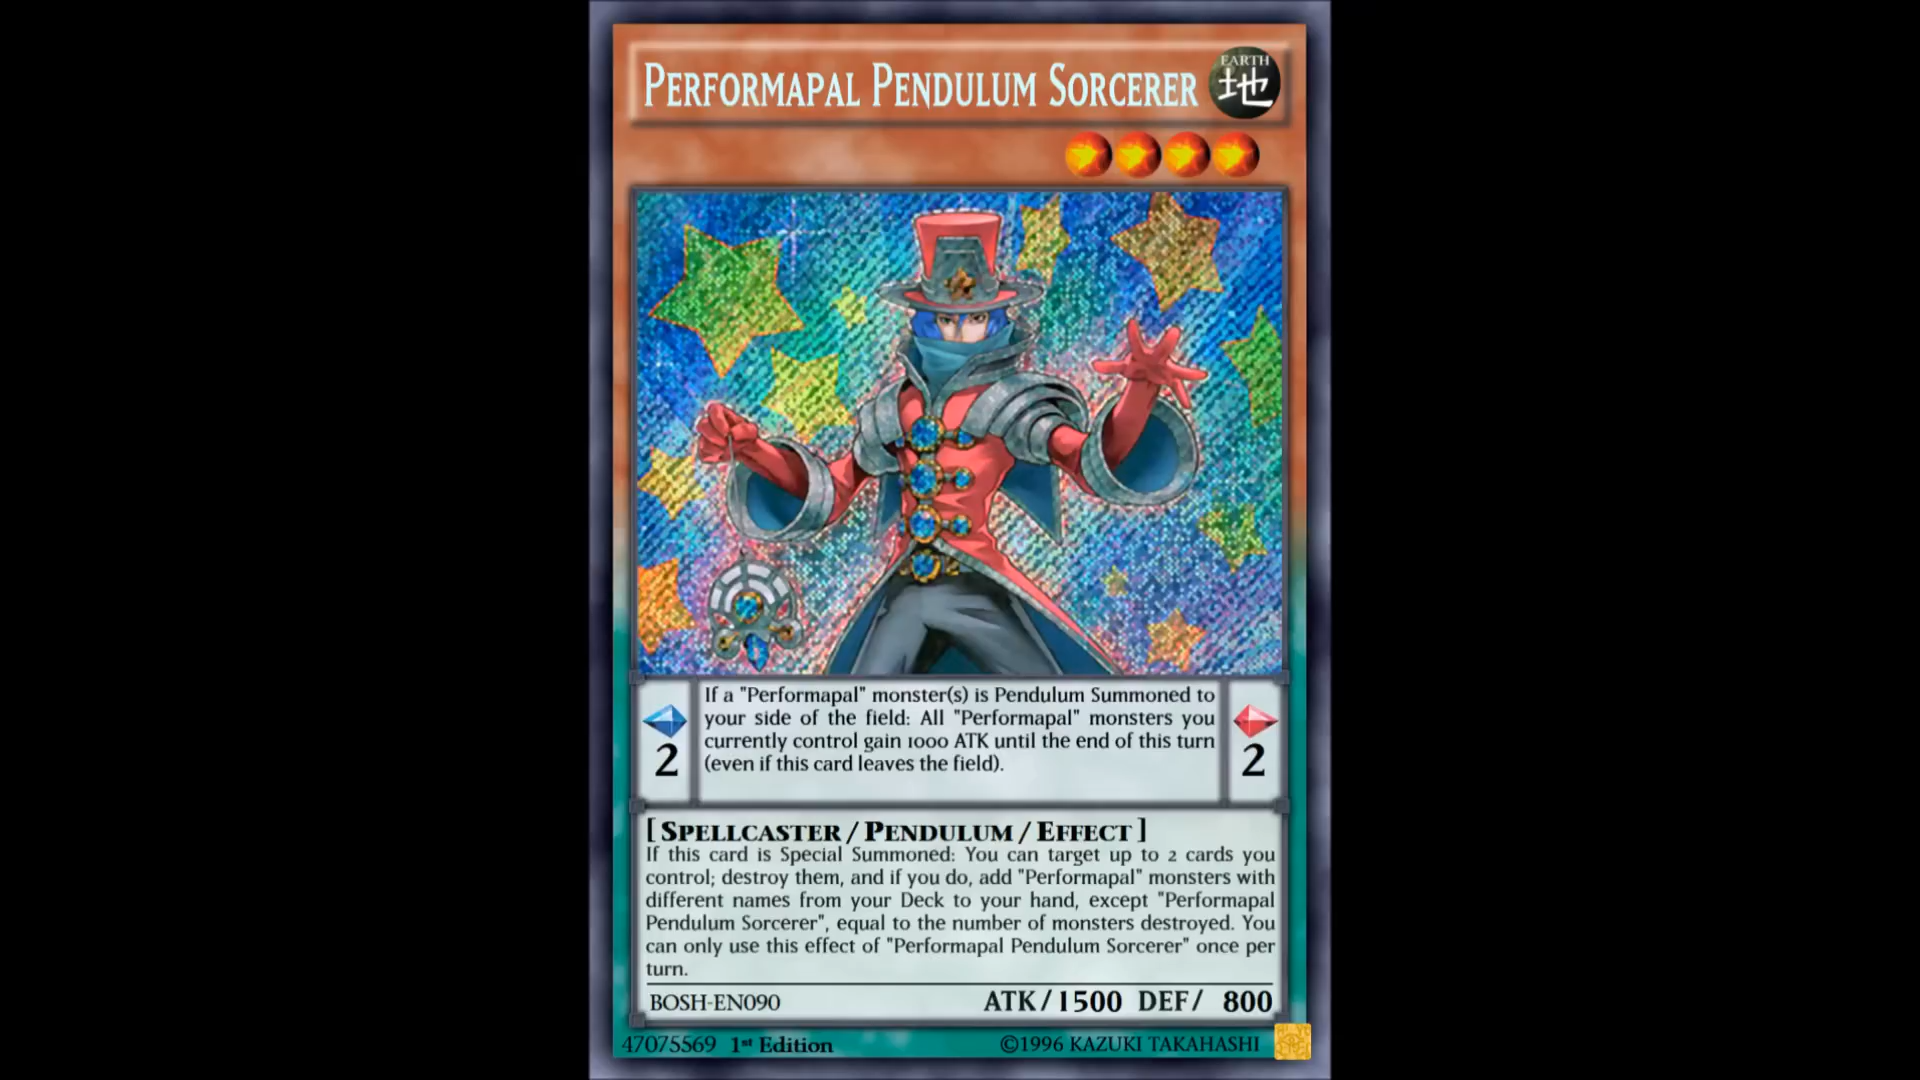 PERFORMAPAL PENDULUM SORCERER
EARTH
地
If a "Performapal" monster(s) is Pendulum Summoned to
your side of the field: All "Performapal" monsters you
currently control gain 1000 ATK until the end of this turn
(even if this card leaves the field).
2
2
[ SPELLCASTER / PENDULUM / EFFECT ]
If this card is Special Summoned: You can target up to 2 cards you
control; destroy them, and if you do, add "Performapal" monsters with
different names from your Deck to your hand, except "Performapal
Pendulum Sorcerer", equal to the number of monsters destroyed. You
can only use this effect of "Performapal Pendulum Sorcerer" once per
turn.
BOSH-EN090 ATK/1500 DEF/ 800
47075569 1st Edition ©1996 KAZUKI TAKAHASHI